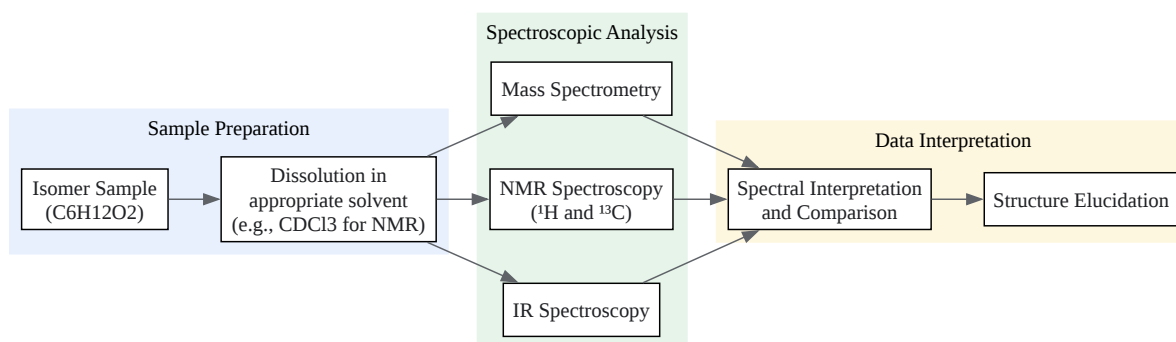 Sample Preparation
Isomer Sample
(C6H12O2)
Dissolution in
appropriate solvent
(e.g., CDCl3 for NMR)
Spectroscopic Analysis
Mass Spectrometry
NMR Spectroscopy
(¹H and ¹³C)
IR Spectroscopy
Data Interpretation
Spectral Interpretation
and Comparison
Structure Elucidation